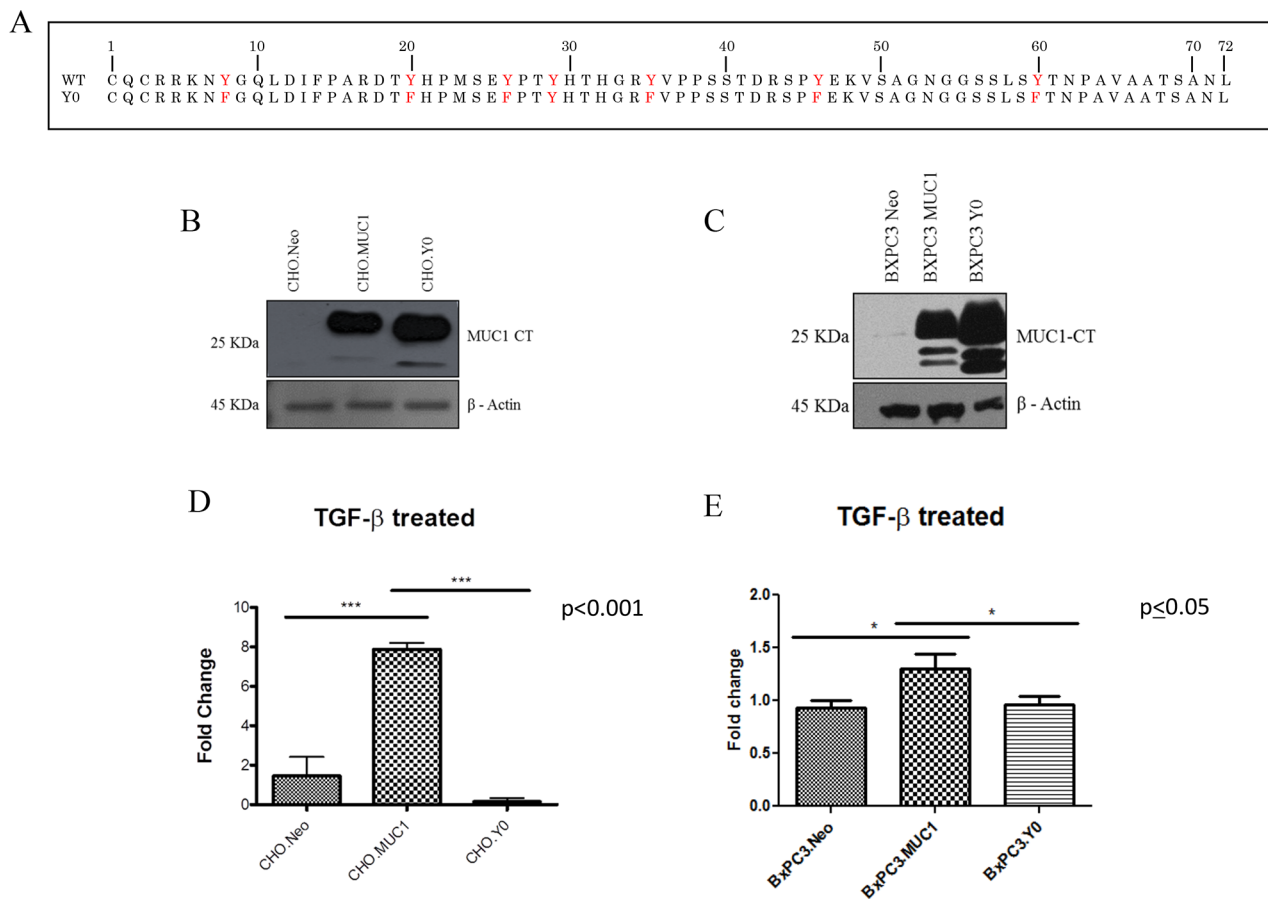 A
1 10 20 30 40 50 60 70 72
WT C Q C R R K N Y G Q L D I F P A R D T Y H P M S E Y P T Y H T H G R Y V P P S S T D R S P Y E K V S A G N G G S S L S Y T N P A V A A T S A N L
Y0 C Q C R R K N F G Q L D I F P A R D T F H P M S E F P T Y H T H G R F V P P S S T D R S P F E K V S A G N G G S S L S F T N P A V A A T S A N L
B
CHO.Neo
CHO.MUC1
CHO.Y0
25 KDa
MUC1 CT
45 KDa
β - Actin
C
BXPC3 Neo
BXPC3 MUC1
BXPC3 Y0
25 KDa
MUC1-CT
45 KDa
β - Actin
D
TGF-β treated
***
***
p<0.001
Fold Change
10
8
6
4
2
0
CHO.Neo
CHO.MUC1
CHO.Y0
E
TGF-β treated
*
*
p≤0.05
Fold change
2.0
1.5
1.0
0.5
0.0
BxPC3.Neo
BxPC3.MUC1
BxPC3.Y0